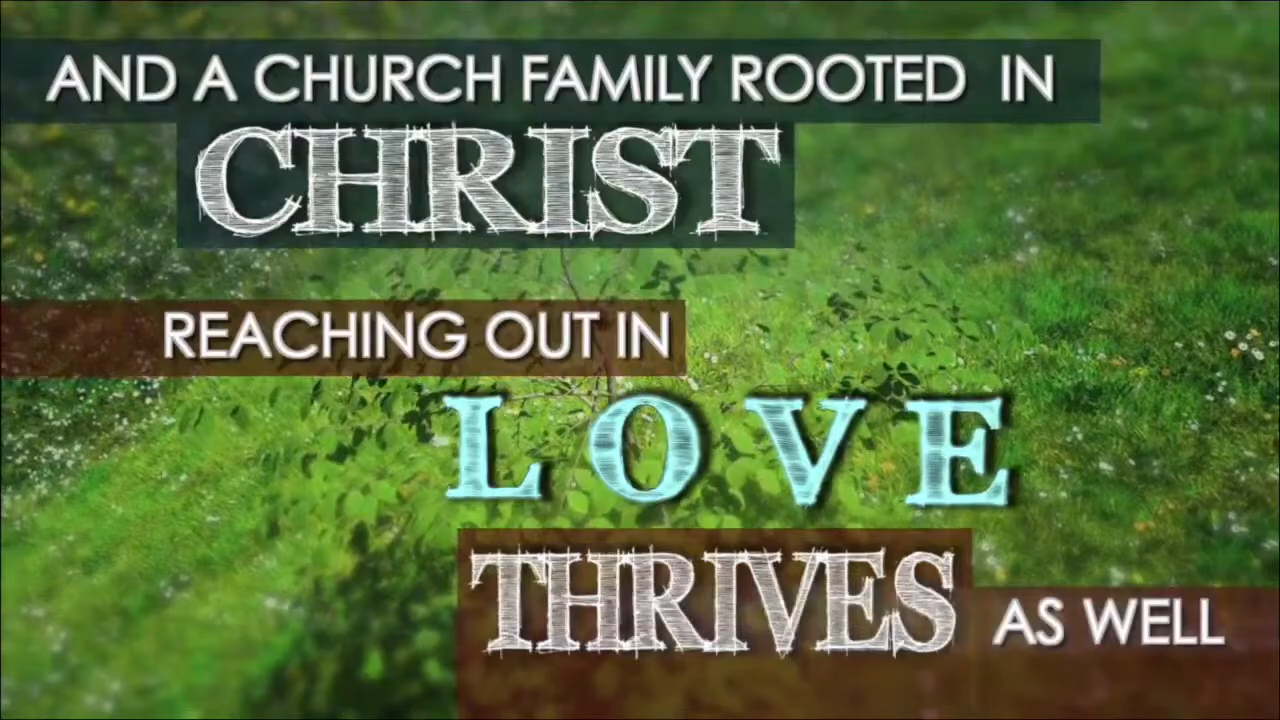 AND A CHURCH FAMILY ROOTED IN
CHRIST
REACHING OUT IN
LOVE
THRIVES AS WELL